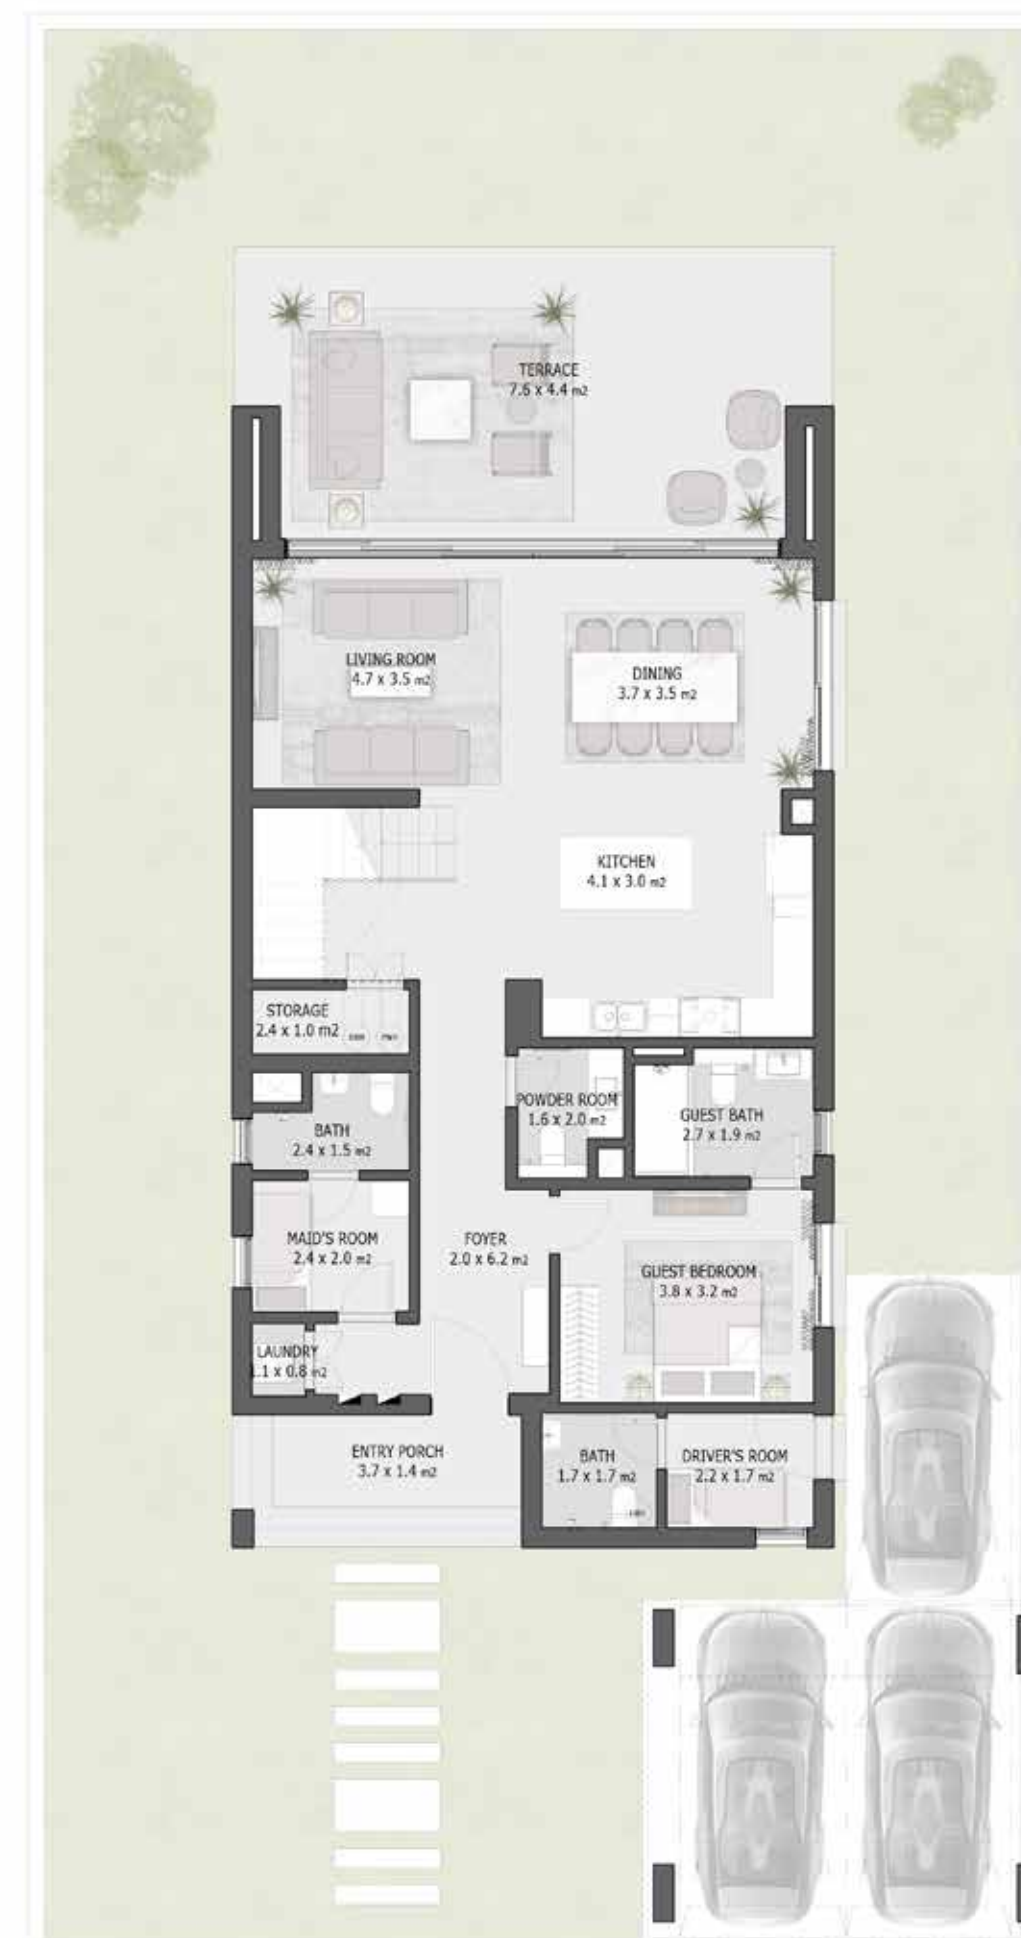 TERRACE
7.6 x 4.4 m2
LIVING ROOM
4.7 x 3.5 m2
DINING
3.7 x 3.5 m2
KITCHEN
4.1 x 3.0 m2
STORAGE
2.4 x 1.0 m2
POWDER ROOM
1.6 x 2.0 m2
GUEST BATH
2.7 x 1.9 m2
BATH
2.4 x 1.5 m2
MAID'S ROOM
2.4 x 2.0 m2
FOYER
2.0 x 6.2 m2
GUEST BEDROOM
3.8 x 3.2 m2
LAUNDRY
1.1 x 0.8 m2
ENTRY PORCH
3.7 x 1.4 m2
BATH
1.7 x 1.7 m2
DRIVER'S ROOM
2.2 x 1.7 m2